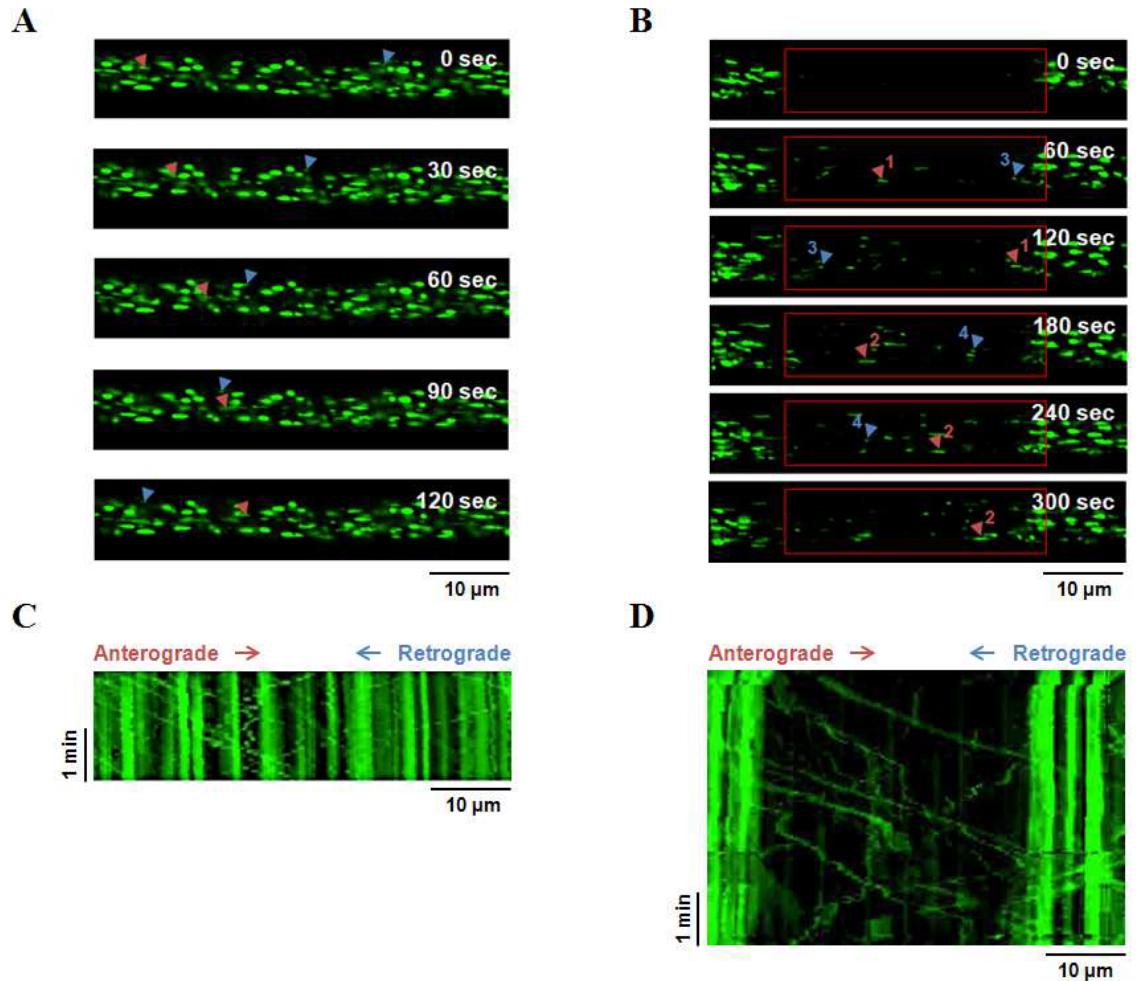 A
0 sec
30 sec
60 sec
90 sec
120 sec
10 µm
B
0 sec
60 sec
1
3
120 sec
3
1
180 sec
2
4
240 sec
4
2
300 sec
2
10 µm
C
Anterograde → ← Retrograde
1 min
10 µm
D
Anterograde → ← Retrograde
1 min
10 µm